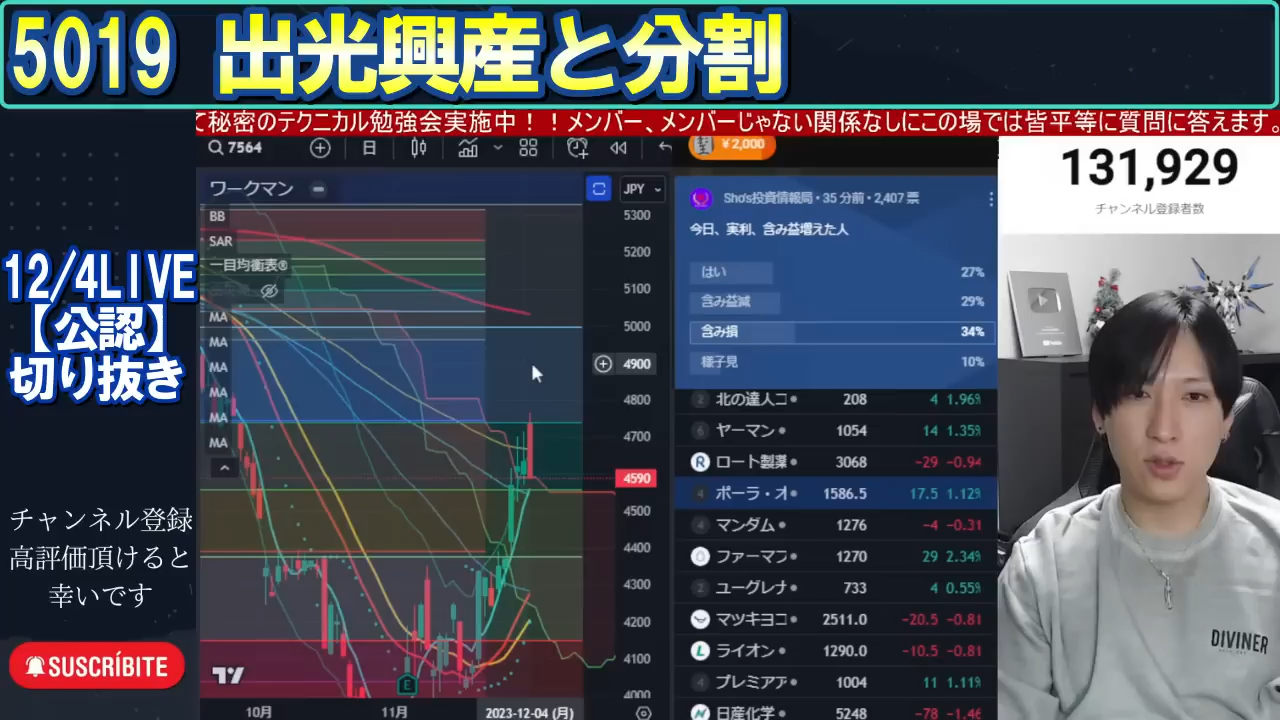 5019 出光興産と分割
て秘密のテクニカル勉強会実施中！！メンバー、メンバーじゃない関係なしにこの場では皆平等に質問に答えます。
12/4LIVE
【公認】
切り抜き
チャンネル登録
高評価頂けると
幸いです
SUSCRÍBITE
7564
日
ワークマン
JPY
BB
SAR
一目均衡表
MA
MA
MA
MA
MA
MA
5300
5200
5100
5000
4900
4800
4700
4590
4500
4400
4300
4200
4100
4000
E
10月
11月
2023-12-04 (月)
¥2,000
Sho's投資情報局・35 分前・2,407 票
今日、実利、含み益増えた人
はい 27%
含み益減 29%
含み損 34%
様子見 10%
北の達人コ 208 4 1.96%
ヤーマン 1054 14 1.35%
ロート製薬 3068 -29 -0.94
ポーラ・オ 1586.5 17.5 1.12%
マンダム 1276 -4 -0.31
ファーマフ 1270 29 2.34%
ユーグレナ 733 4 0.55%
マツキヨコ 2511.0 -20.5 -0.81
ライオン 1290.0 -10.5 -0.81
プレミアア 1004 11 1.11%
日産化学 5248 -78 -1.46
131,929
チャンネル登録者数
DIVINER